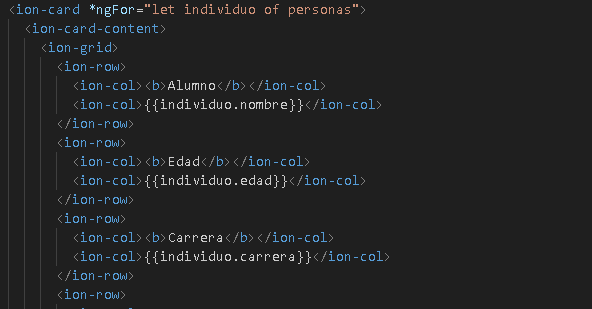 <ion-card *ngFor="let individuo of personas">
<ion-card-content>
<ion-grid>
<ion-row>
<ion-col><b>Alumno</b></ion-col>
<ion-col>{{individuo.nombre}}</ion-col>
</ion-row>
<ion-row>
<ion-col><b>Edad</b></ion-col>
<ion-col>{{individuo.edad}}</ion-col>
</ion-row>
<ion-row>
<ion-col><b>Carrera</b></ion-col>
<ion-col>{{individuo.carrera}}</ion-col>
</ion-row>
<ion-row>